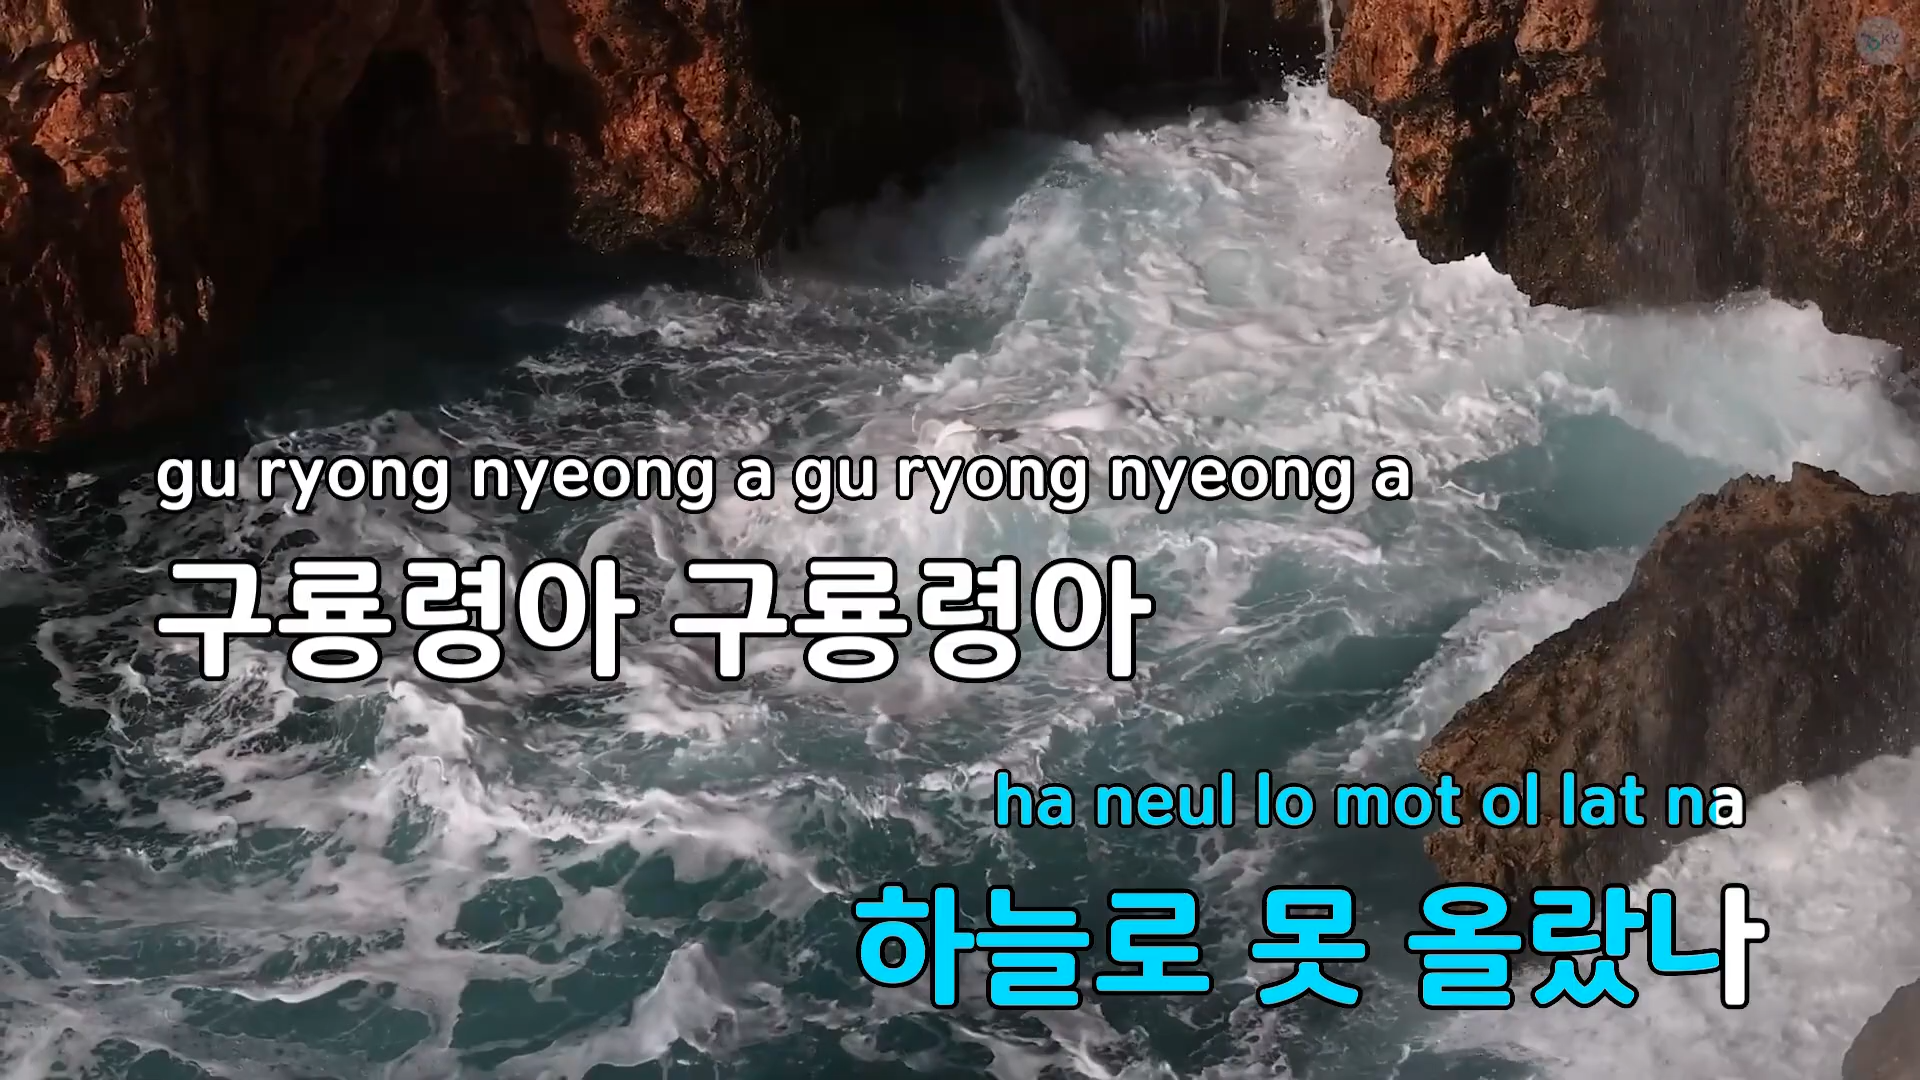 gu ryong nyeong a gu ryong nyeong a
구룡령아 구룡령아
ha neul lo mot ol lat na
하늘로 못 올랐나